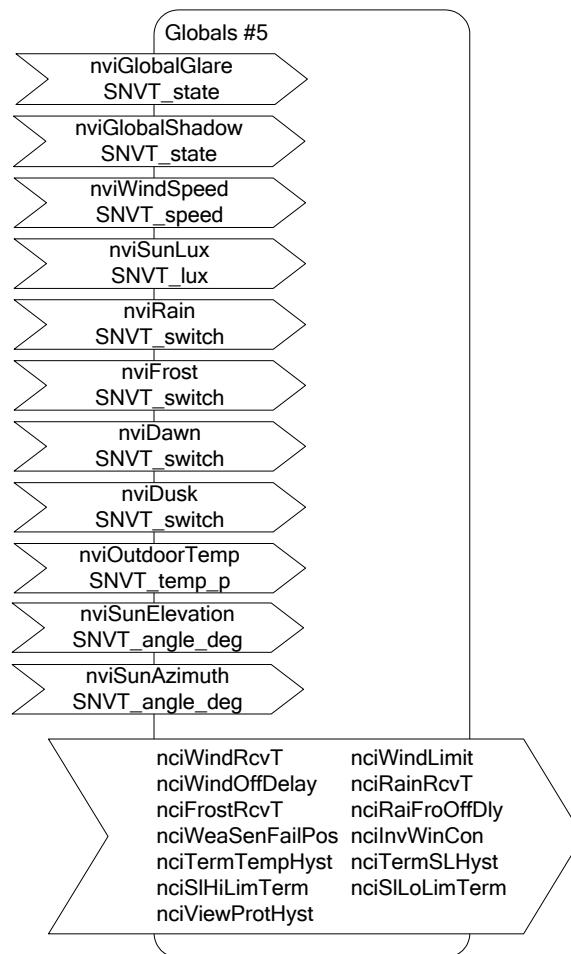 Globals #5
nviGlobalGlare
SNVT_state
nviGlobalShadow
SNVT_state
nviWindSpeed
SNVT_speed
nviSunLux
SNVT_lux
nviRain
SNVT_switch
nviFrost
SNVT_switch
nviDawn
SNVT_switch
nviDusk
SNVT_switch
nviOutdoorTemp
SNVT_temp_p
nviSunElevation
SNVT_angle_deg
nviSunAzimuth
SNVT_angle_deg
nciWindRcvT nciWindLimit
nciWindOffDelay nciRainRcvT
nciFrostRcvT nciRaiFroOffDly
nciWeaSenFailPos nciInvWinCon
nciTermTempHyst nciTermSLHyst
nciSlHiLimTerm nciSlLoLimTerm
nciViewProtHyst